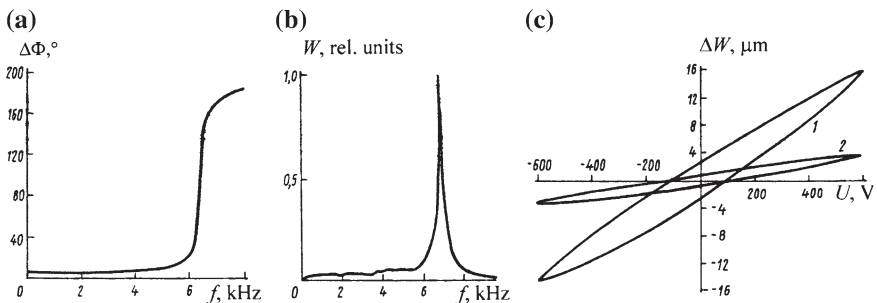 (a)
ΔΦ,°
200
160
120
80
40
0 2 4 6 f, kHz
(b)
W, rel. units
1,0
0,5
0 2 4 6 f, kHz
(c)
ΔW, μm
16
12
8
4
1
2
-600 -200
200 400 U, V
-4
-8
-12
-16